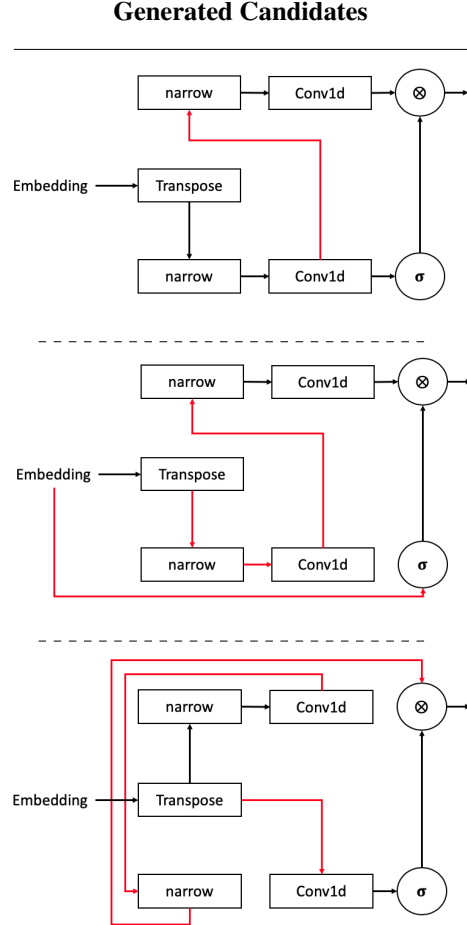 Generated Candidates
narrow
Conv1d
⊗
Embedding
Transpose
narrow
Conv1d
σ
narrow
Conv1d
⊗
Embedding
Transpose
narrow
Conv1d
σ
narrow
Conv1d
⊗
Embedding
Transpose
narrow
Conv1d
σ